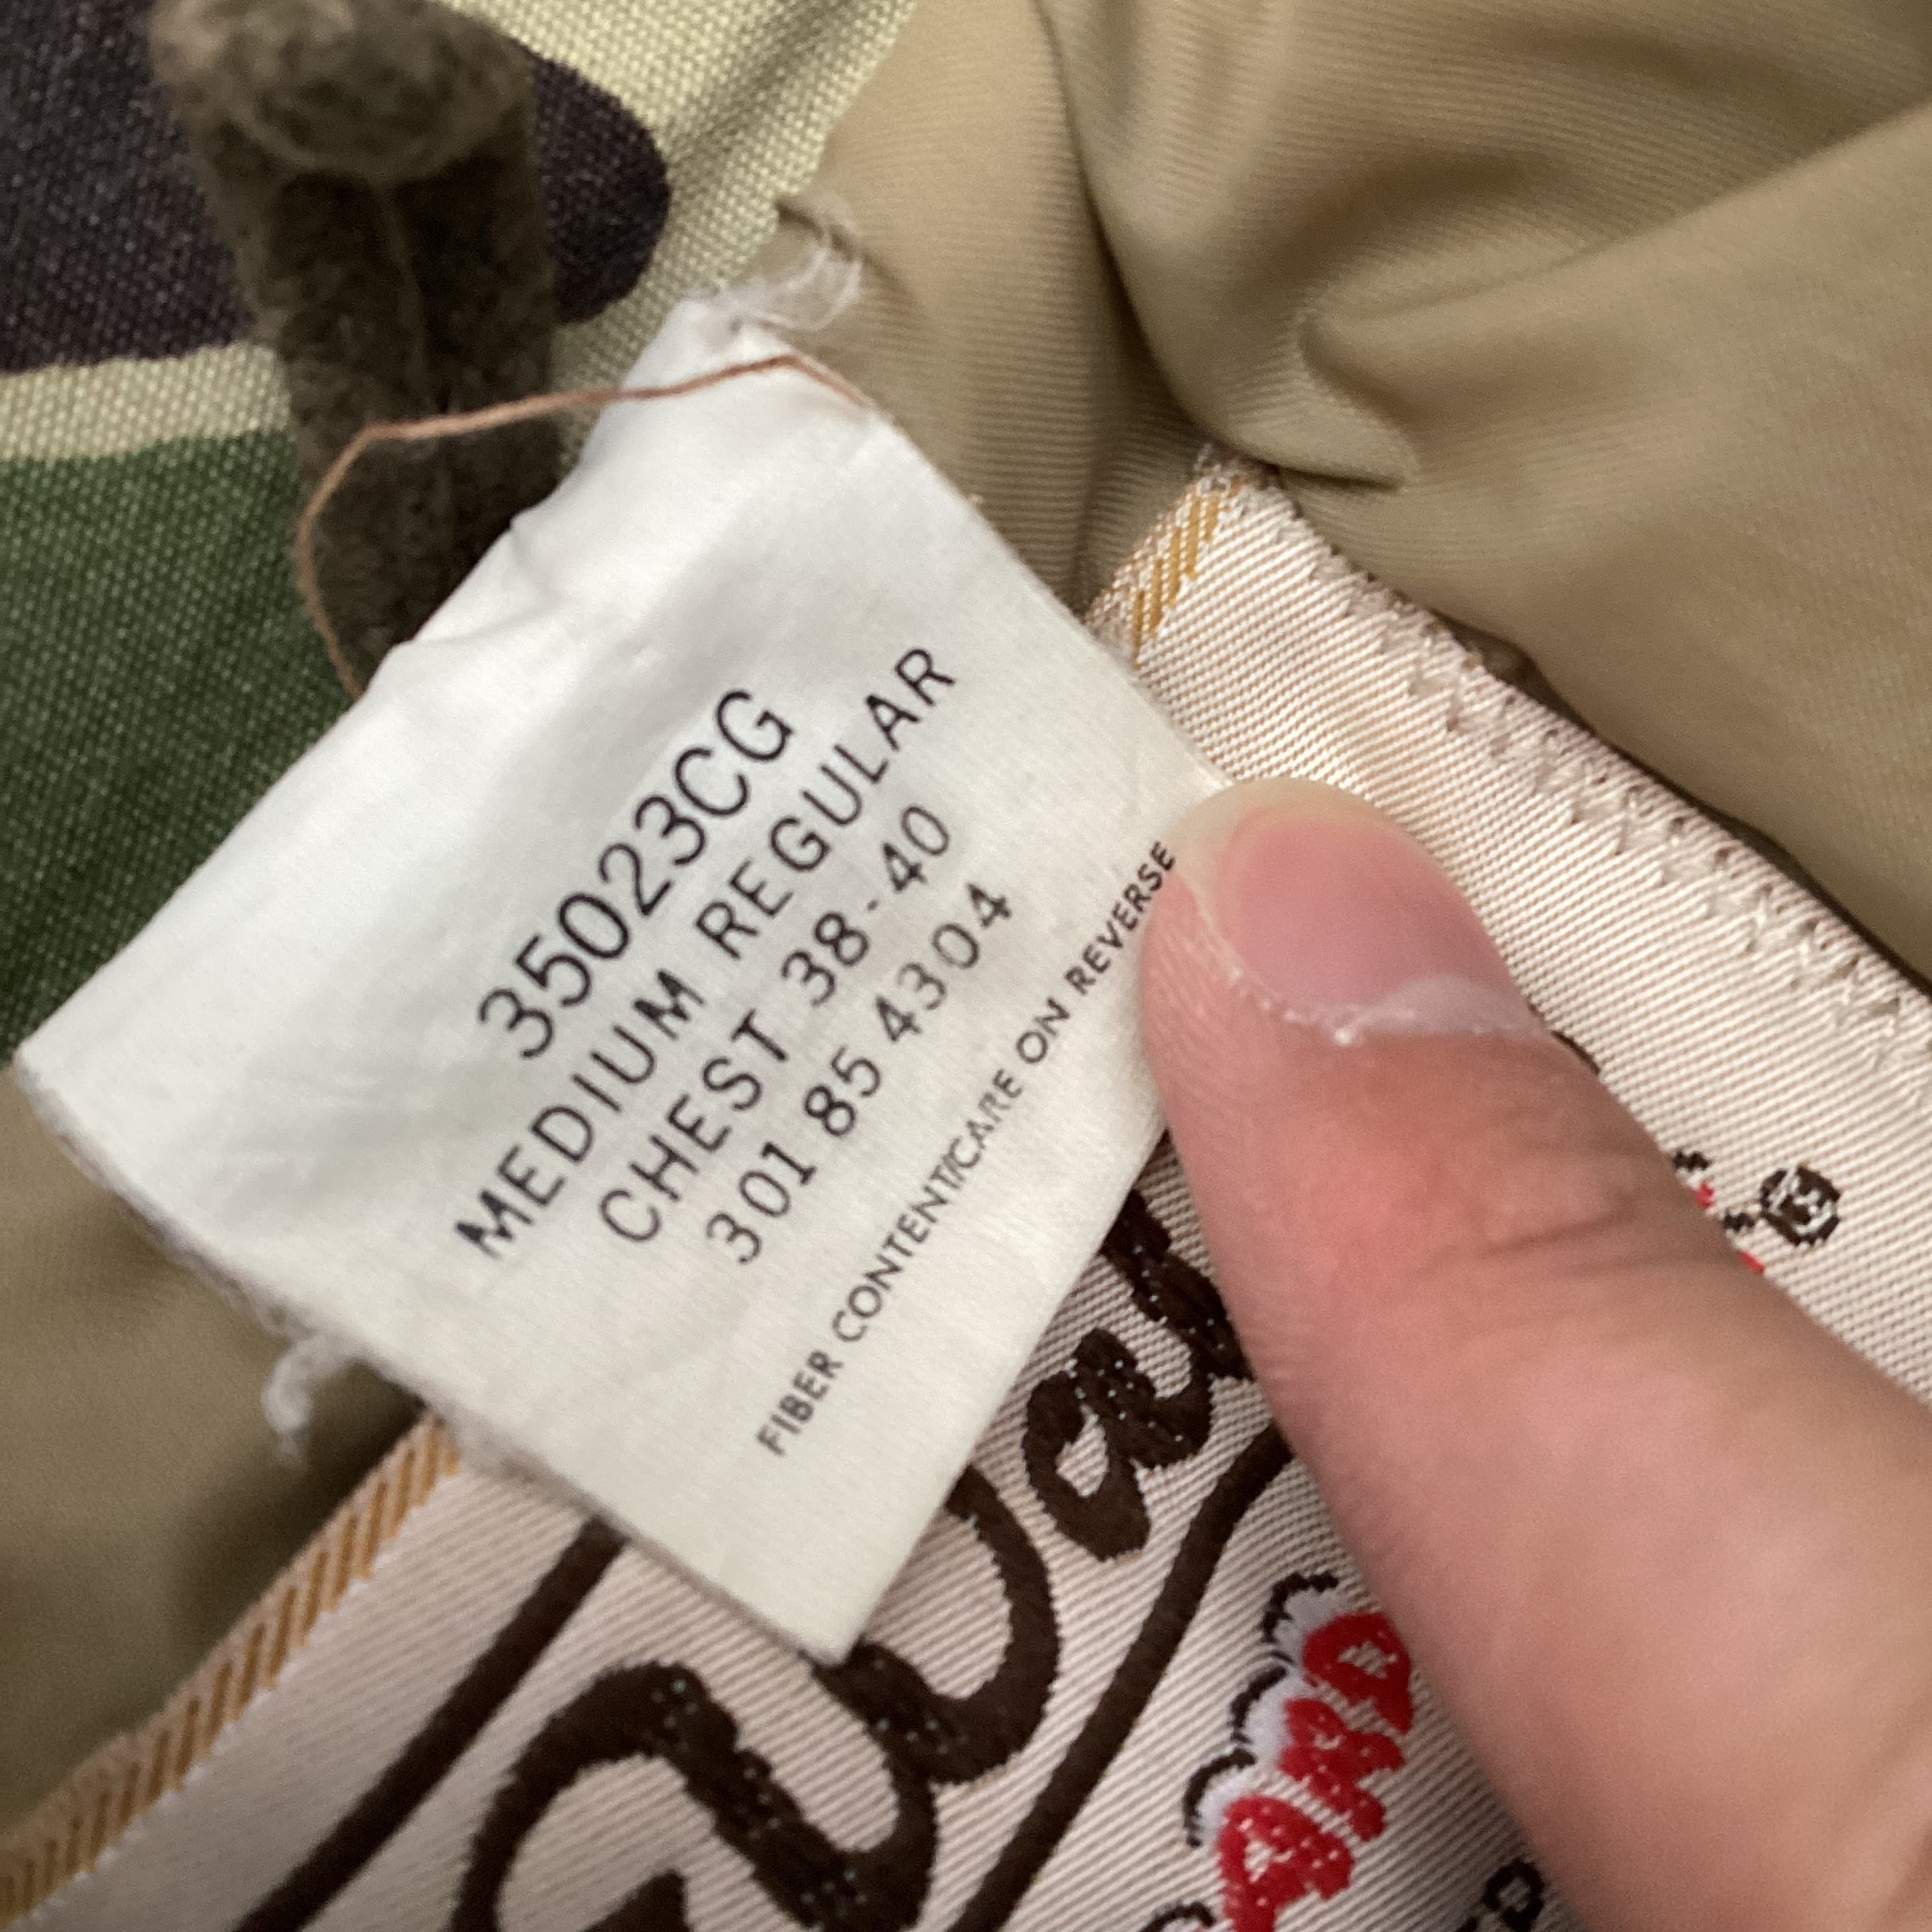 35023CG
MEDIUM REGULAR
CHEST 38-40
301 85 4304
FIBER CONTENT/CARE ON REVERSE
®